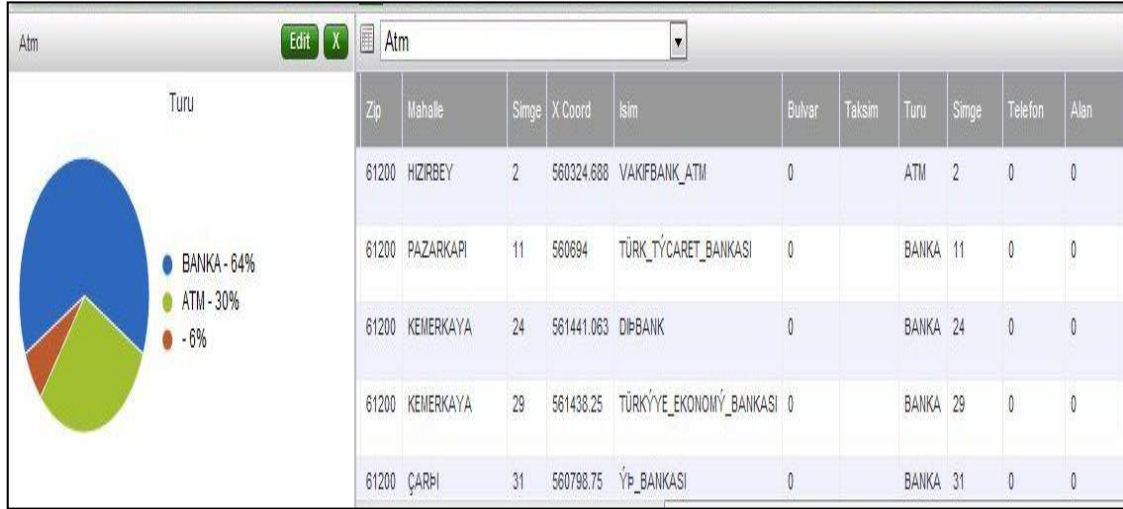 Atm Edit X
Atm
Turu
BANKA - 64%
ATM - 30%
- 6%
Zip Mahalle Simge X Coord Isim Bulvar Taksim Turu Simge Telefon Alan
61200 HIZIRBEY 2 560324.688 VAKIFBANK_ATM 0 ATM 2 0 0
61200 PAZARKAPI 11 560694 TÜRK_TÝCARET_BANKASI 0 BANKA 11 0 0
61200 KEMERKAYA 24 561441.063 DIÞBANK 0 BANKA 24 0 0
61200 KEMERKAYA 29 561438.25 TÜRKÝYE_EKONOMÝ_BANKASI 0 BANKA 29 0 0
61200 ÇARÞI 31 560798.75 ÝÞ_BANKASI 0 BANKA 31 0 0